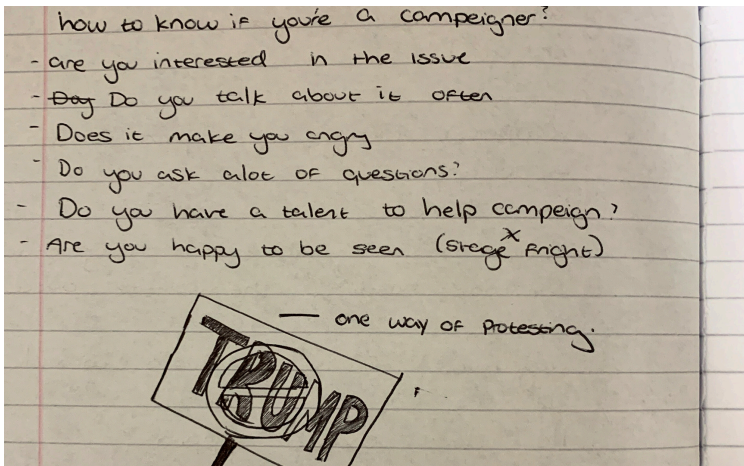 how to know if you're a campaigner?
- are you interested in the issue
- Day Do you talk about it often
- Does it make you angry
- Do you ask alot of questions?
- Do you have a talent to help campaign?
- Are you happy to be seen (stage x fright)
— one way of Protesting.
TRUMP